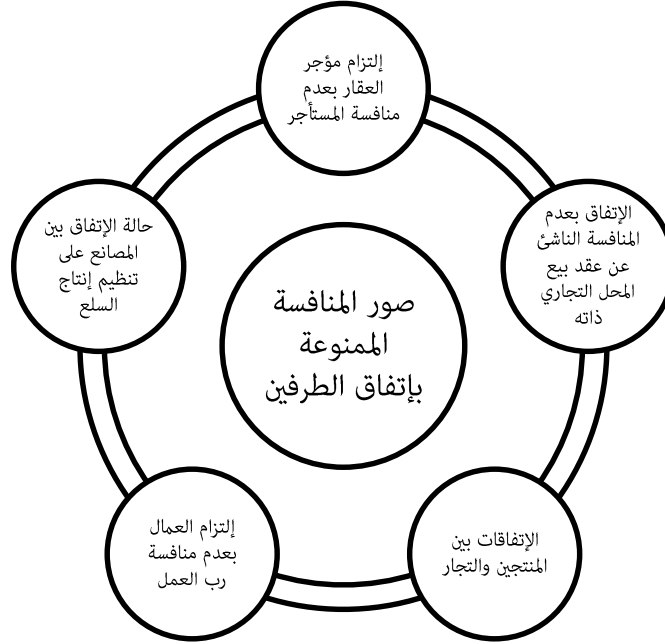 إلتزام مؤجر
العقار بعدم
منافسة المستأجر
الإتفاق بعدم
المنافسة الناشئ
عن عقد بيع
المحل التجاري
ذاته
حالة الإتفاق بين
المصانع على
تنظيم إنتاج
السلع
صور المنافسة
الممنوعة
بإتفاق الطرفين
الإتفاقات بين
المنتجين والتجار
إلتزام العمال
بعدم منافسة
رب العمل